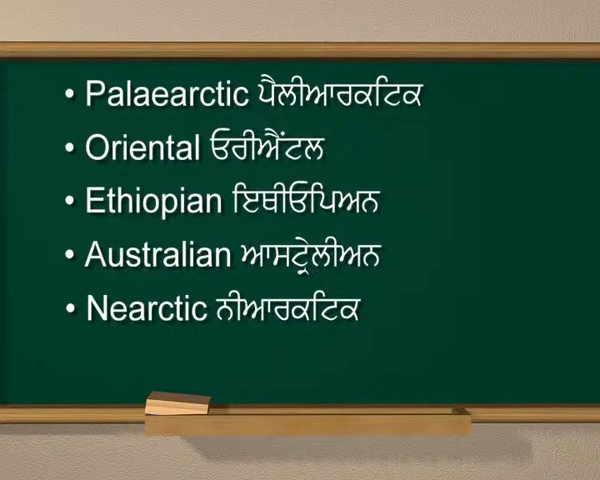 • Palaearctic ਪੈਲੀਆਰਕਟਿਕ
• Oriental ਓਰੀਐਂਟਲ
• Ethiopian ਇਥੀਓਪਿਅਨ
• Australian ਆਸਟ੍ਰੇਲੀਅਨ
• Nearctic ਨੀਆਰਕਟਿਕ